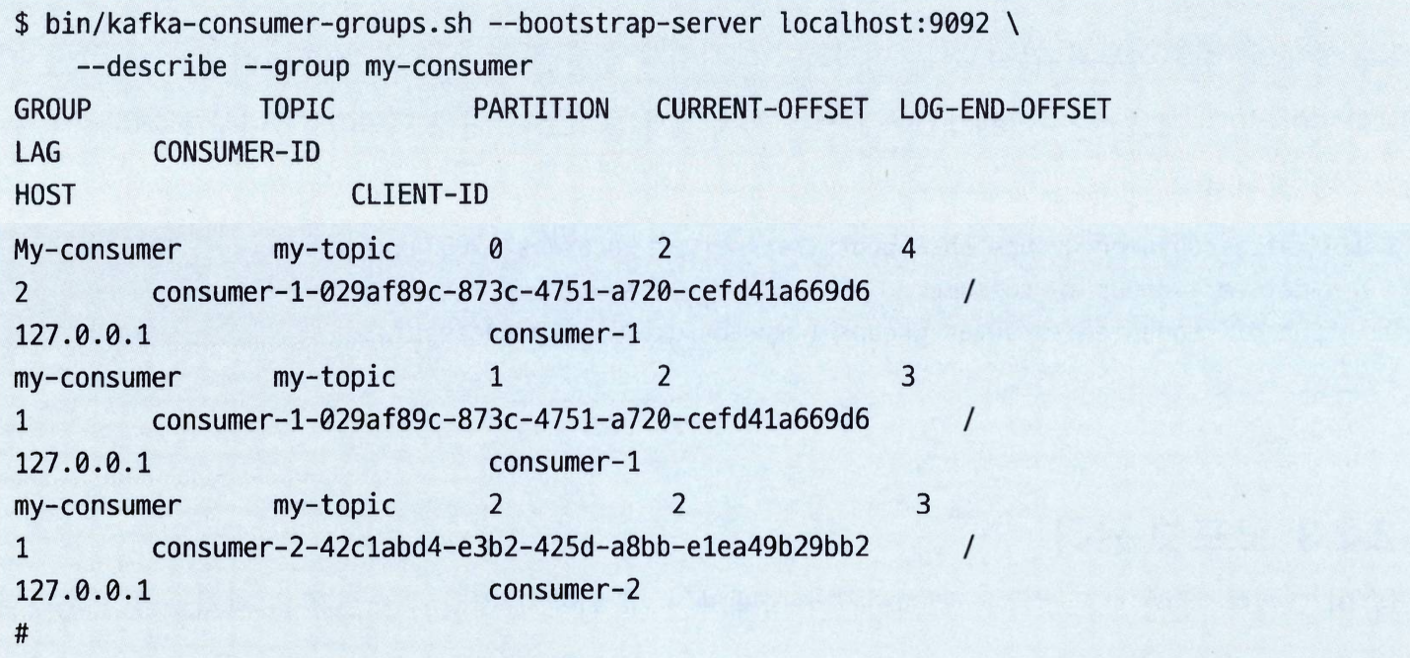 $ bin/kafka-consumer-groups.sh --bootstrap-server localhost:9092 \
--describe --group my-consumer
GROUP TOPIC PARTITION CURRENT-OFFSET LOG-END-OFFSET
LAG CONSUMER-ID
HOST CLIENT-ID
My-consumer my-topic 0 2 4
2 consumer-1-029af89c-873c-4751-a720-cefd41a669d6 /
127.0.0.1 consumer-1
my-consumer my-topic 1 2 3
1 consumer-1-029af89c-873c-4751-a720-cefd41a669d6 /
127.0.0.1 consumer-1
my-consumer my-topic 2 2 3
1 consumer-2-42c1abd4-e3b2-425d-a8bb-e1ea49b29bb2 /
127.0.0.1 consumer-2
#